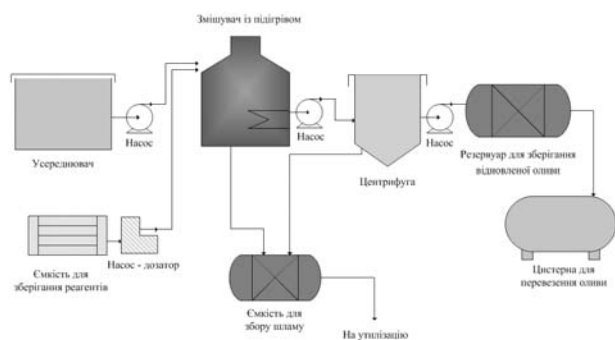 Змішувач із підігрівом
Насос
Насос
Насос
Усереднювач
Центрифуга
Резервуар для зберігання
відновленої оливи
Ємкість для
зберігання реагентів
Насос - дозатор
Ємкість для
збору шламу
На утилізацію
Цистерна для
перевезення оливи